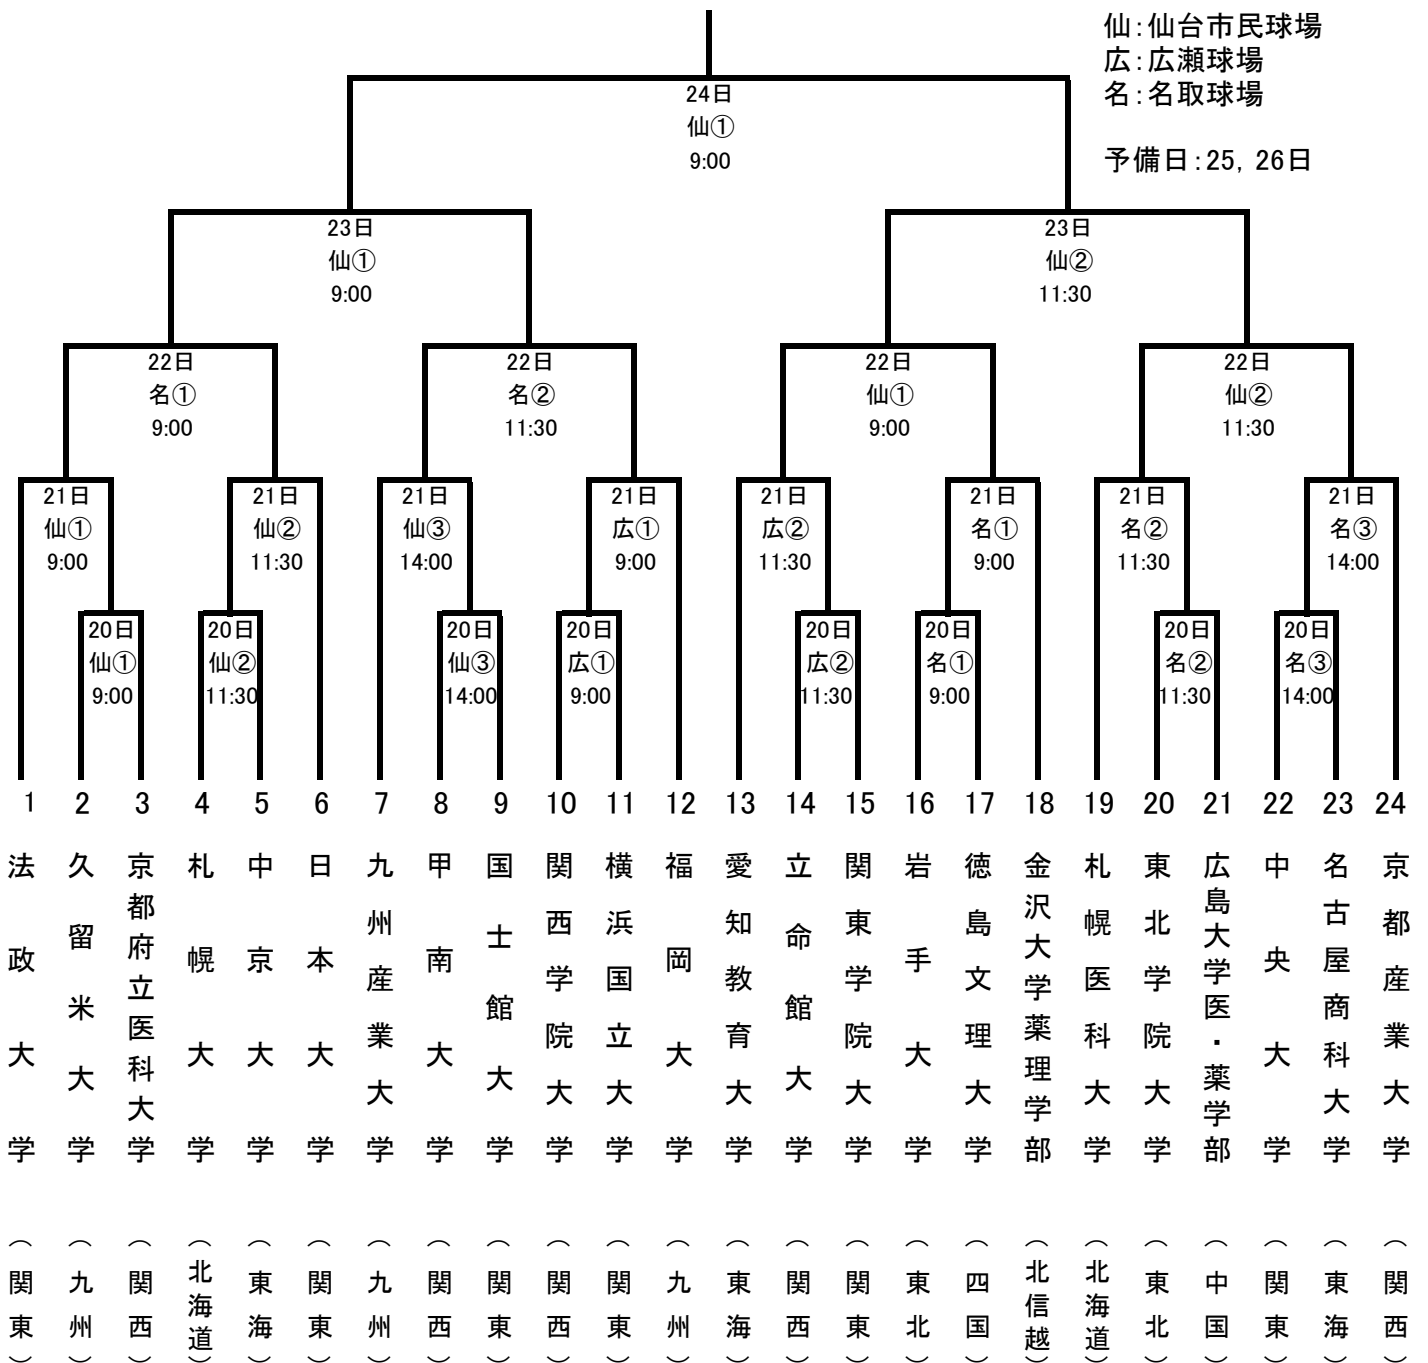 仙:仙台市民球場
広:広瀬球場
名:名取球場
予備日:25, 26日
24日
仙①
9:00
23日
仙①
9:00
23日
仙②
11:30
22日
名①
9:00
22日
名②
11:30
22日
仙①
9:00
22日
仙②
11:30
21日
仙①
9:00
21日
仙②
11:30
21日
仙③
14:00
21日
広①
9:00
21日
広②
11:30
21日
名①
9:00
21日
名②
11:30
21日
名③
14:00
20日
仙①
9:00
20日
仙②
11:30
20日
仙③
14:00
20日
広①
9:00
20日
広②
11:30
20日
名①
9:00
20日
名②
11:30
20日
名③
14:00
1
法政大学
(関東)
2
久留米大学
(九州)
3
京都府立医科大学
(関西)
4
札幌大学
(北海道)
5
中京大学
(東海)
6
日本大学
(関東)
7
九州産業大学
(九州)
8
甲南大学
(関西)
9
国士館大学
(関東)
10
関西学院大学
(関西)
11
横浜国立大学
(関東)
12
福岡大学
(九州)
13
愛知教育大学
(東海)
14
立命館大学
(関西)
15
関東学院大学
(関東)
16
岩手大学
(東北)
17
徳島文理大学
(四国)
18
金沢大学薬理学部
(北信越)
19
札幌医科大学
(北海道)
20
東北学院大学
(東北)
21
広島大学医・薬学部
(中国)
22
中央大学
(関東)
23
名古屋商科大学
(東海)
24
京都産業大学
(関西)